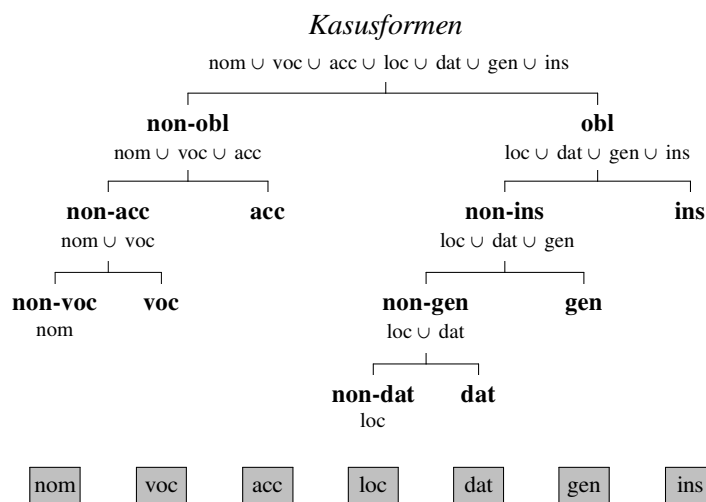 Kasusformen
nom ∪ voc ∪ acc ∪ loc ∪ dat ∪ gen ∪ ins
non-obl obl
nom ∪ voc ∪ acc loc ∪ dat ∪ gen ∪ ins
non-acc acc non-ins ins
nom ∪ voc loc ∪ dat ∪ gen
non-voc voc non-gen gen
nom loc ∪ dat
non-dat dat
loc
nom voc acc loc dat gen ins